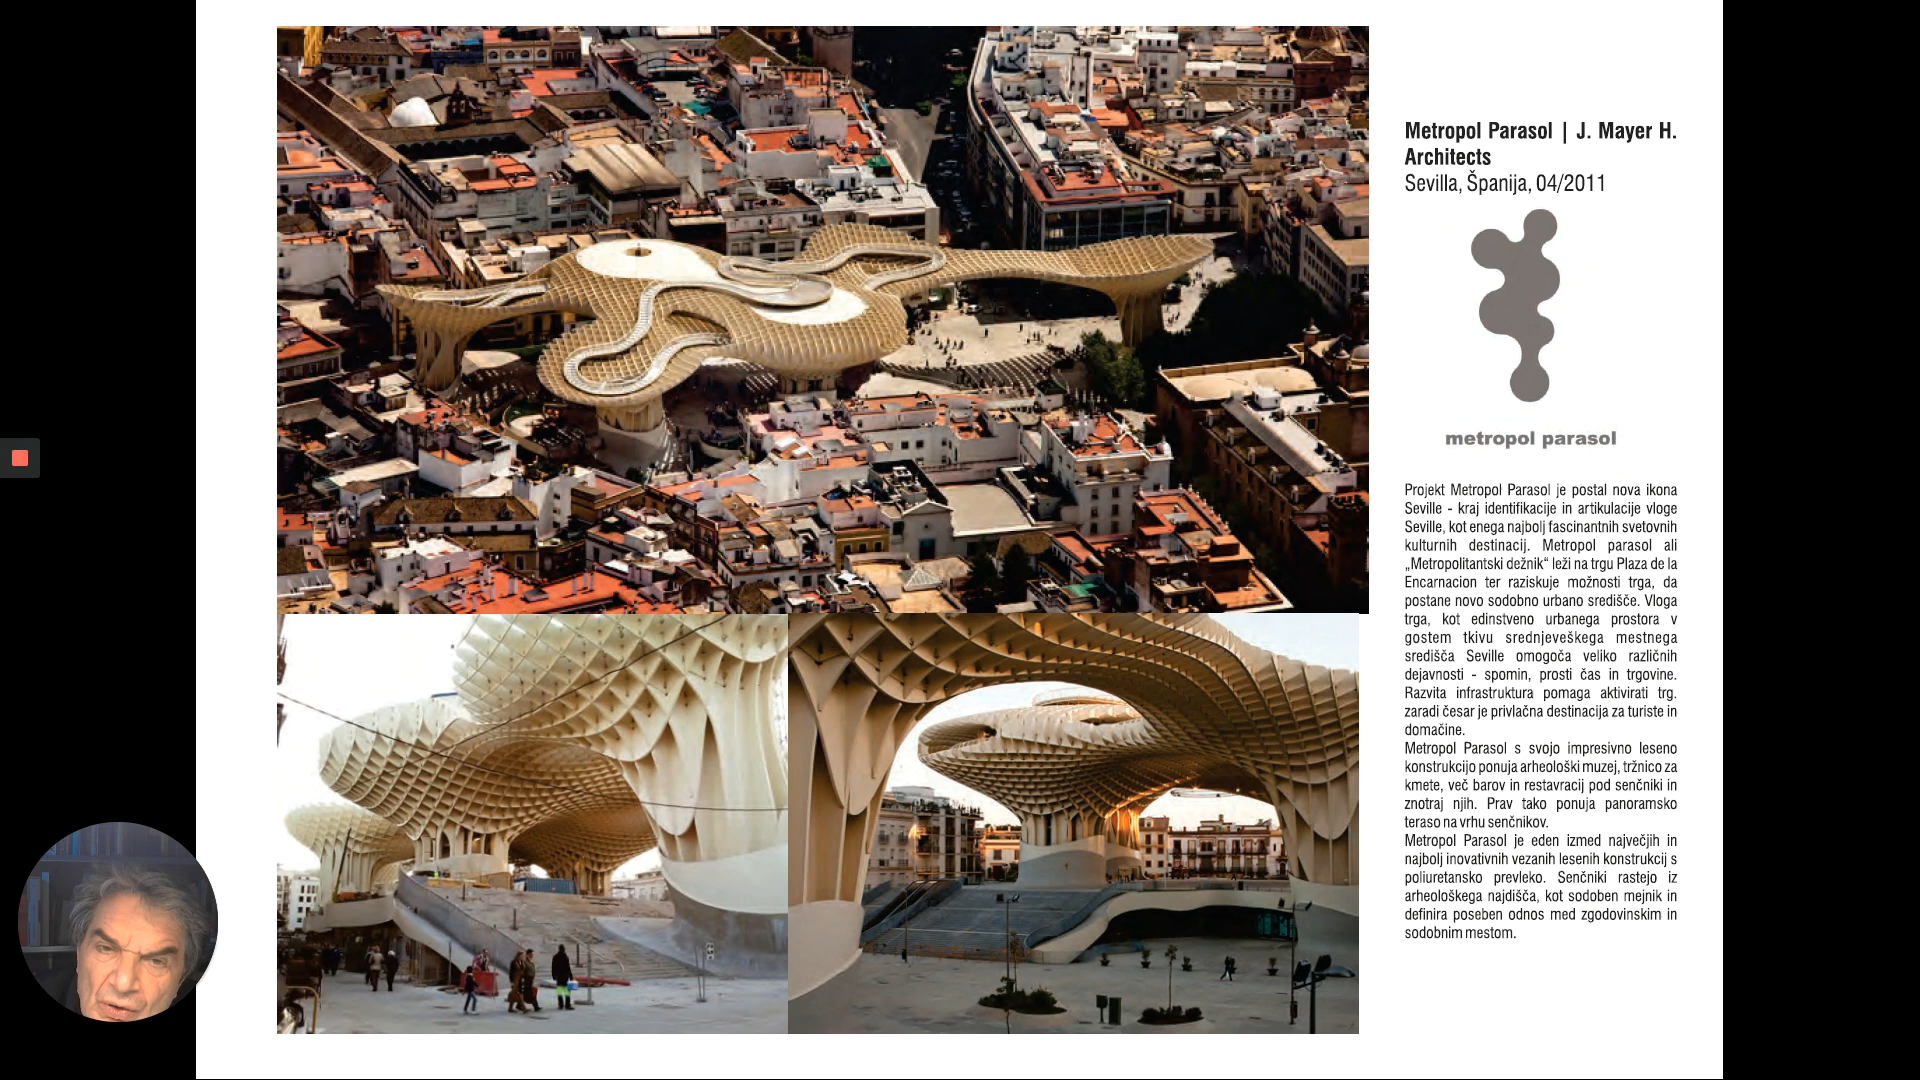 Metropol Parasol | J. Mayer H.
Architects
Sevilla, Španija, 04/2011
metropol parasol
Projekt Metropol Parasol je postal nova ikona
Seville - kraj identifikacije in artikulacije vloge
Seville, kot enega najbolj fascinantnih svetovnih
kulturnih destinacij. Metropol parasol ali
„Metropolitantski dežnik“ leži na trgu Plaza de la
Encarnacion ter raziskuje možnosti trga, da
postane novo sodobno urbano središče. Vloga
trga, kot edinstveno urbanega prostora v
gostem tkivu srednjeveškega mestnega
središča Seville omogoča veliko različnih
dejavnosti - spomin, prosti čas in trgovine.
Razvita infrastruktura pomaga aktivirati trg.
zaradi česar je privlačna destinacija za turiste in
domačine.
Metropol Parasol s svojo impresivno leseno
konstrukcijo ponuja arheološki muzej, tržnico za
kmete, več barov in restavracij pod senčniki in
znotraj njih. Prav tako ponuja panoramsko
teraso na vrhu senčnikov.
Metropol Parasol je eden izmed največjih in
najbolj inovativnih vezanih lesenih konstrukcij s
poliuretansko prevleko. Senčniki rastejo iz
arheološkega najdišča, kot sodoben mejnik in
definira poseben odnos med zgodovinskim in
sodobnim mestom.